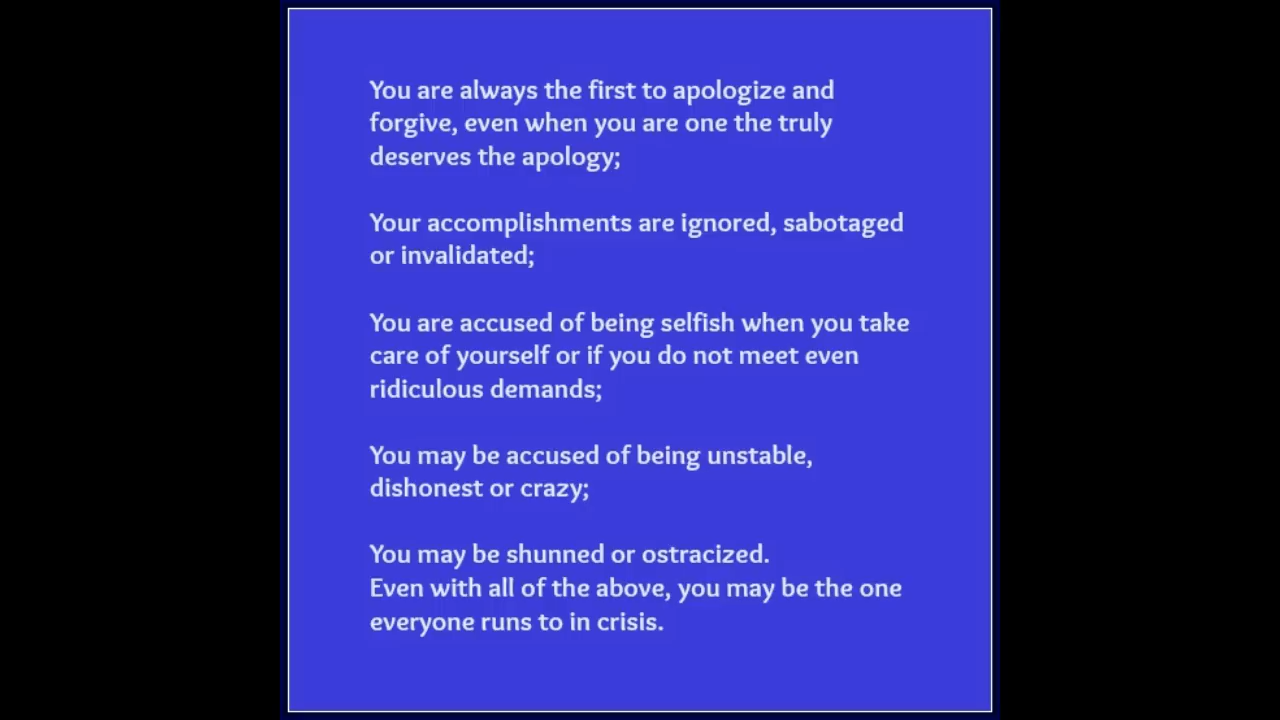 You are always the first to apologize and
forgive, even when you are one the truly
deserves the apology;
Your accomplishments are ignored, sabotaged
or invalidated;
You are accused of being selfish when you take
care of yourself or if you do not meet even
ridiculous demands;
You may be accused of being unstable,
dishonest or crazy;
You may be shunned or ostracized.
Even with all of the above, you may be the one
everyone runs to in crisis.